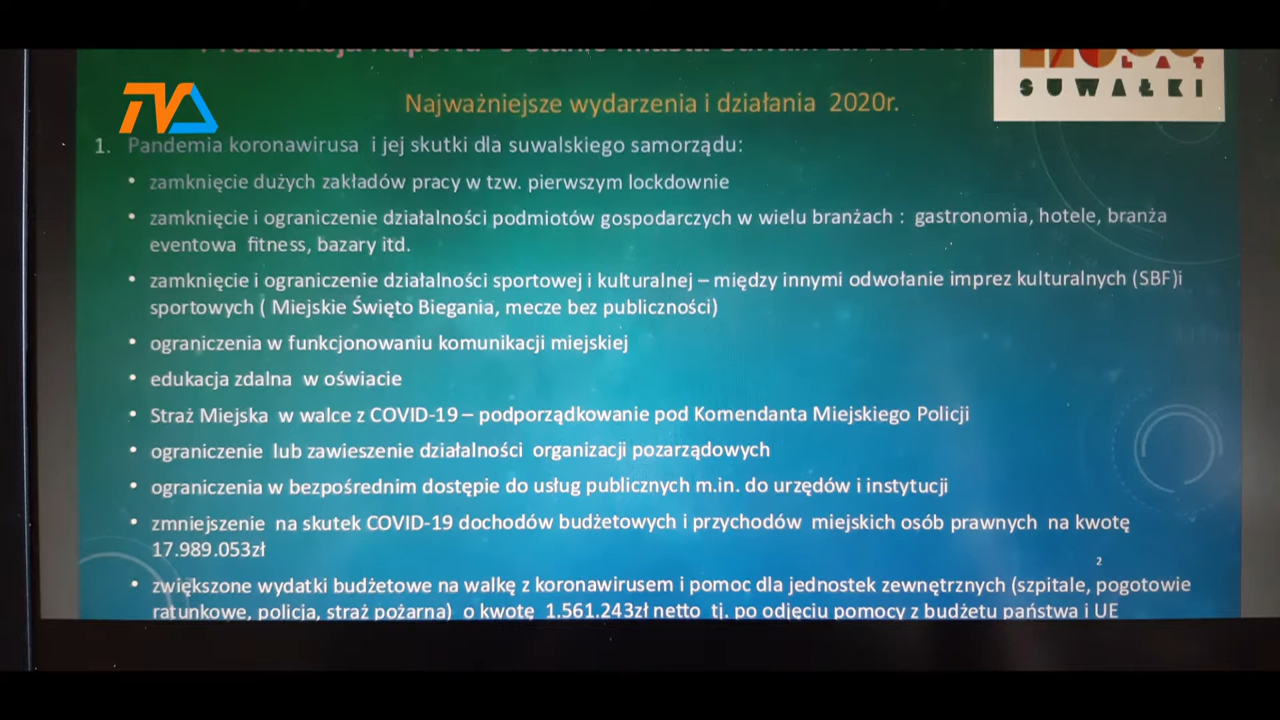 Najważniejsze wydarzenia i działania 2020r.
LAT
SUWAŁKI
1. Pandemia koronawirusa i jej skutki dla suwalskiego samorządu:
• zamknięcie dużych zakładów pracy w tzw. pierwszym lockdownie
• zamknięcie i ograniczenie działalności podmiotów gospodarczych w wielu branżach : gastronomia, hotele, branża
eventowa fitness, bazary itd.
• zamknięcie i ograniczenie działalności sportowej i kulturalnej – między innymi odwołanie imprez kulturalnych (SBF)i
sportowych ( Miejskie Święto Biegania, mecze bez publiczności)
• ograniczenia w funkcjonowaniu komunikacji miejskiej
• edukacja zdalna w oświacie
• Straż Miejska w walce z COVID-19 – podporządkowanie pod Komendanta Miejskiego Policji
• ograniczenie lub zawieszenie działalności organizacji pozarządowych
• ograniczenia w bezpośrednim dostępie do usług publicznych m.in. do urzędów i instytucji
• zmniejszenie na skutek COVID-19 dochodów budżetowych i przychodów miejskich osób prawnych na kwotę
17.989.053zł
2
• zwiększone wydatki budżetowe na walkę z koronawirusem i pomoc dla jednostek zewnętrznych (szpitale, pogotowie
ratunkowe, policja, straż pożarna) o kwotę 1.561.243zł netto tj. po odjęciu pomocy z budżetu państwa i UE